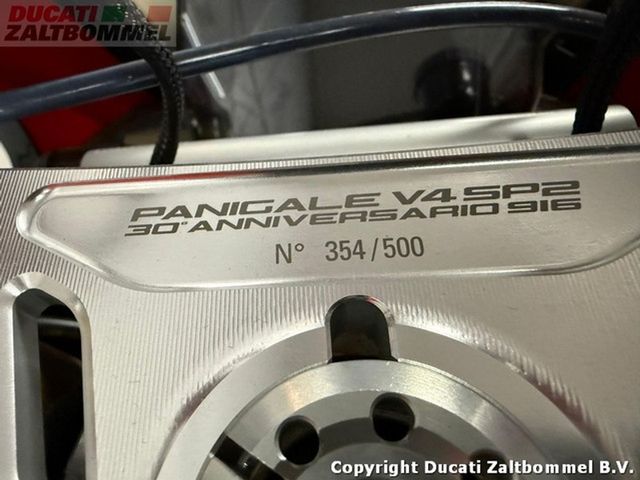 DUCATI
ZALTBOMMEL
PANIGALE V4 SP2
30° ANNIVERSARIO 916
N° 354/500
Copyright Ducati Zaltbommel B.V.